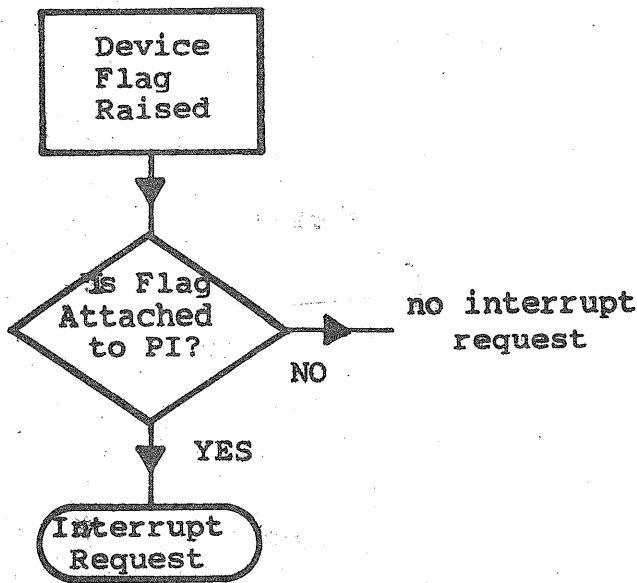 Device
Flag
Raised
Is Flag
Attached
to PI?
no interrupt
request
NO
YES
Interrupt
Request